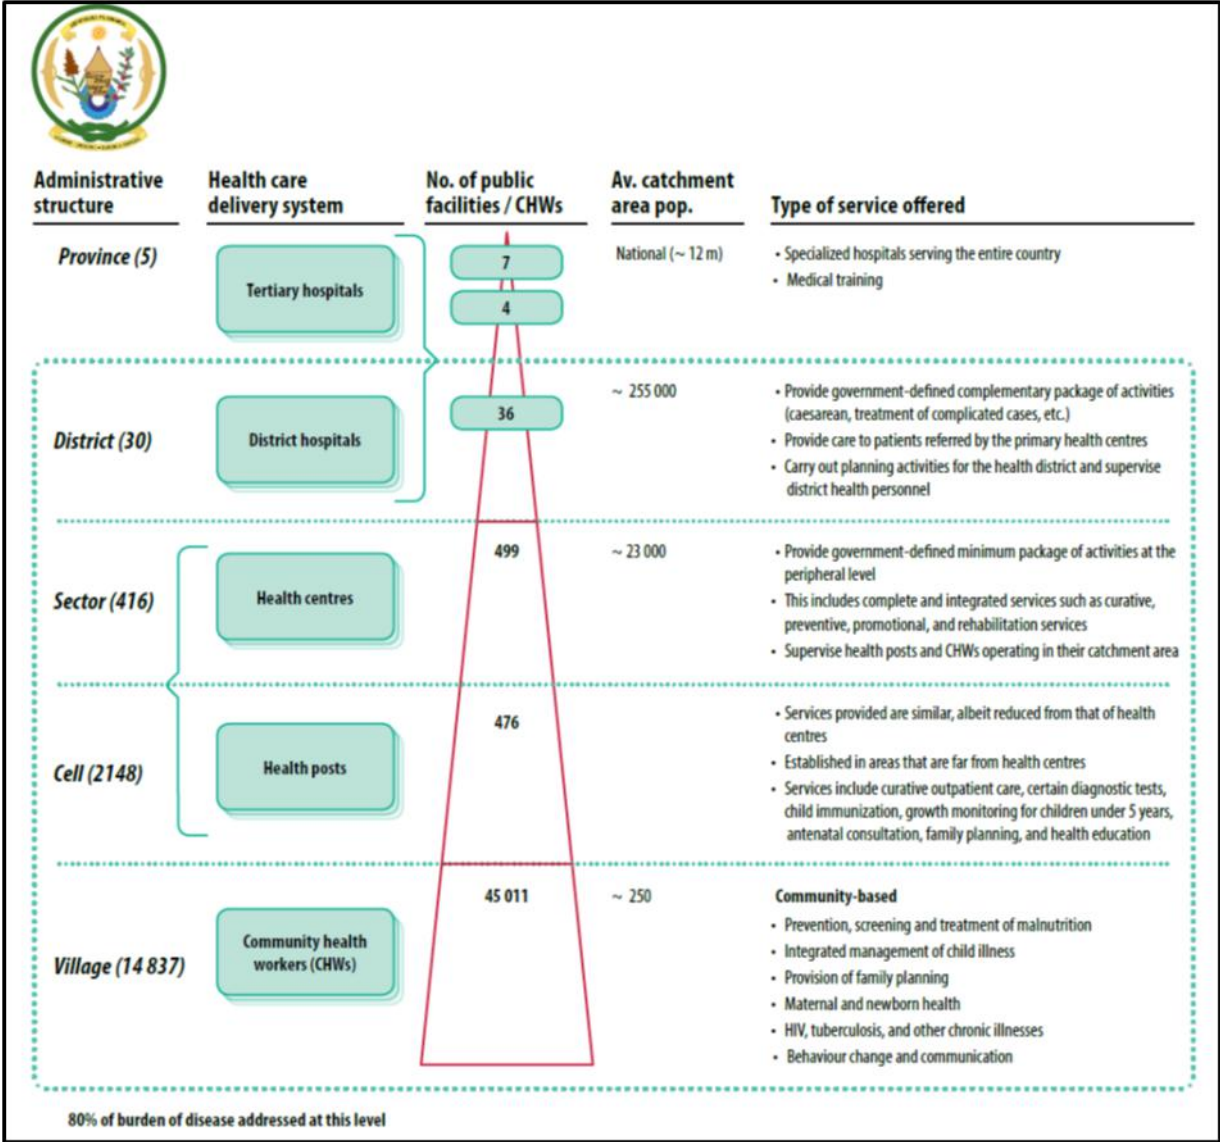 Administrative structure
Health care delivery system
No. of public facilities / CHWs
Av. catchment area pop.
Type of service offered
Province (5)
Tertiary hospitals
7
4
National (~ 12 m)
• Specialized hospitals serving the entire country
• Medical training
District (30)
District hospitals
36
~ 255 000
• Provide government-defined complementary package of activities
(caesarean, treatment of complicated cases, etc.)
• Provide care to patients referred by the primary health centres
• Carry out planning activities for the health district and supervise
district health personnel
Sector (416)
Health centres
499
~ 23 000
• Provide government-defined minimum package of activities at the
peripheral level
• This includes complete and integrated services such as curative,
preventive, promotional, and rehabilitation services
• Supervise health posts and CHWs operating in their catchment area
Cell (2148)
Health posts
476
• Services provided are similar, albeit reduced from that of health
centres
• Established in areas that are far from health centres
• Services include curative outpatient care, certain diagnostic tests,
child immunization, growth monitoring for children under 5 years,
antenatal consultation, family planning, and health education
Village (14 837)
Community health
workers (CHWs)
45 011
~ 250
Community-based
• Prevention, screening and treatment of malnutrition
• Integrated management of child illness
• Provision of family planning
• Maternal and newborn health
• HIV, tuberculosis, and other chronic illnesses
• Behaviour change and communication
80% of burden of disease addressed at this level